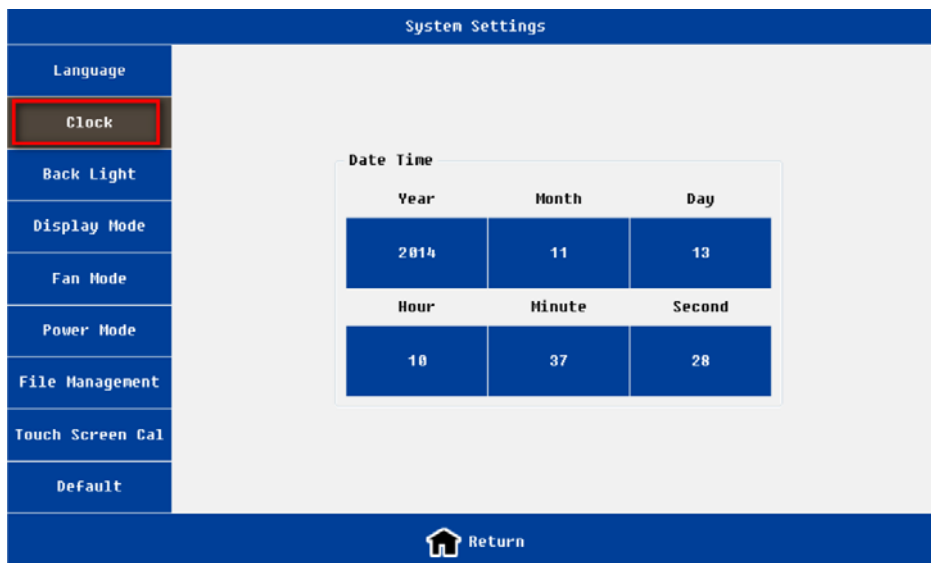 System Settings
Language
Clock
Back Light
Display Mode
Fan Mode
Power Mode
File Management
Touch Screen Cal
Default
Date Time
Year Month Day
2014 11 13
Hour Minute Second
10 37 28
Return